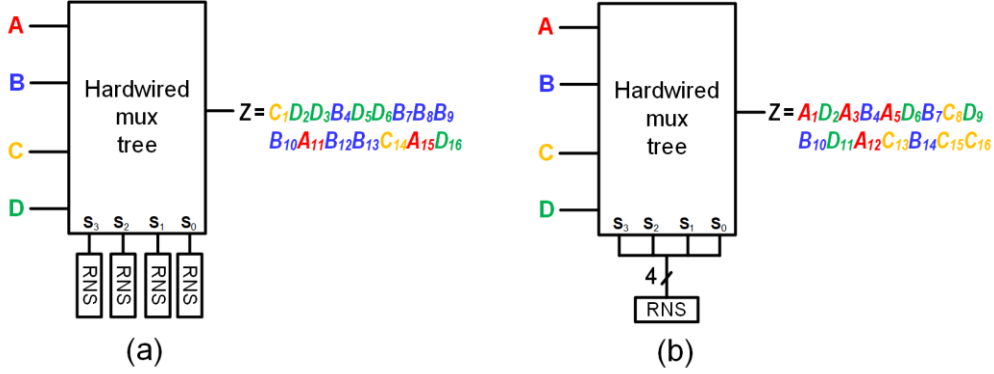 A
B
C
D
Hardwired
mux
tree
S3 S2 S1 S0
RNS RNS RNS RNS
Z = C1D2D3B4D5D6B7B8B9
B10A11B12B13C14A15D16
(a)
A
B
C
D
Hardwired
mux
tree
S3 S2 S1 S0
4
RNS
Z = A1D2A3B4A5D6B7C8D9
B10D11A12C13B14C15C16
(b)